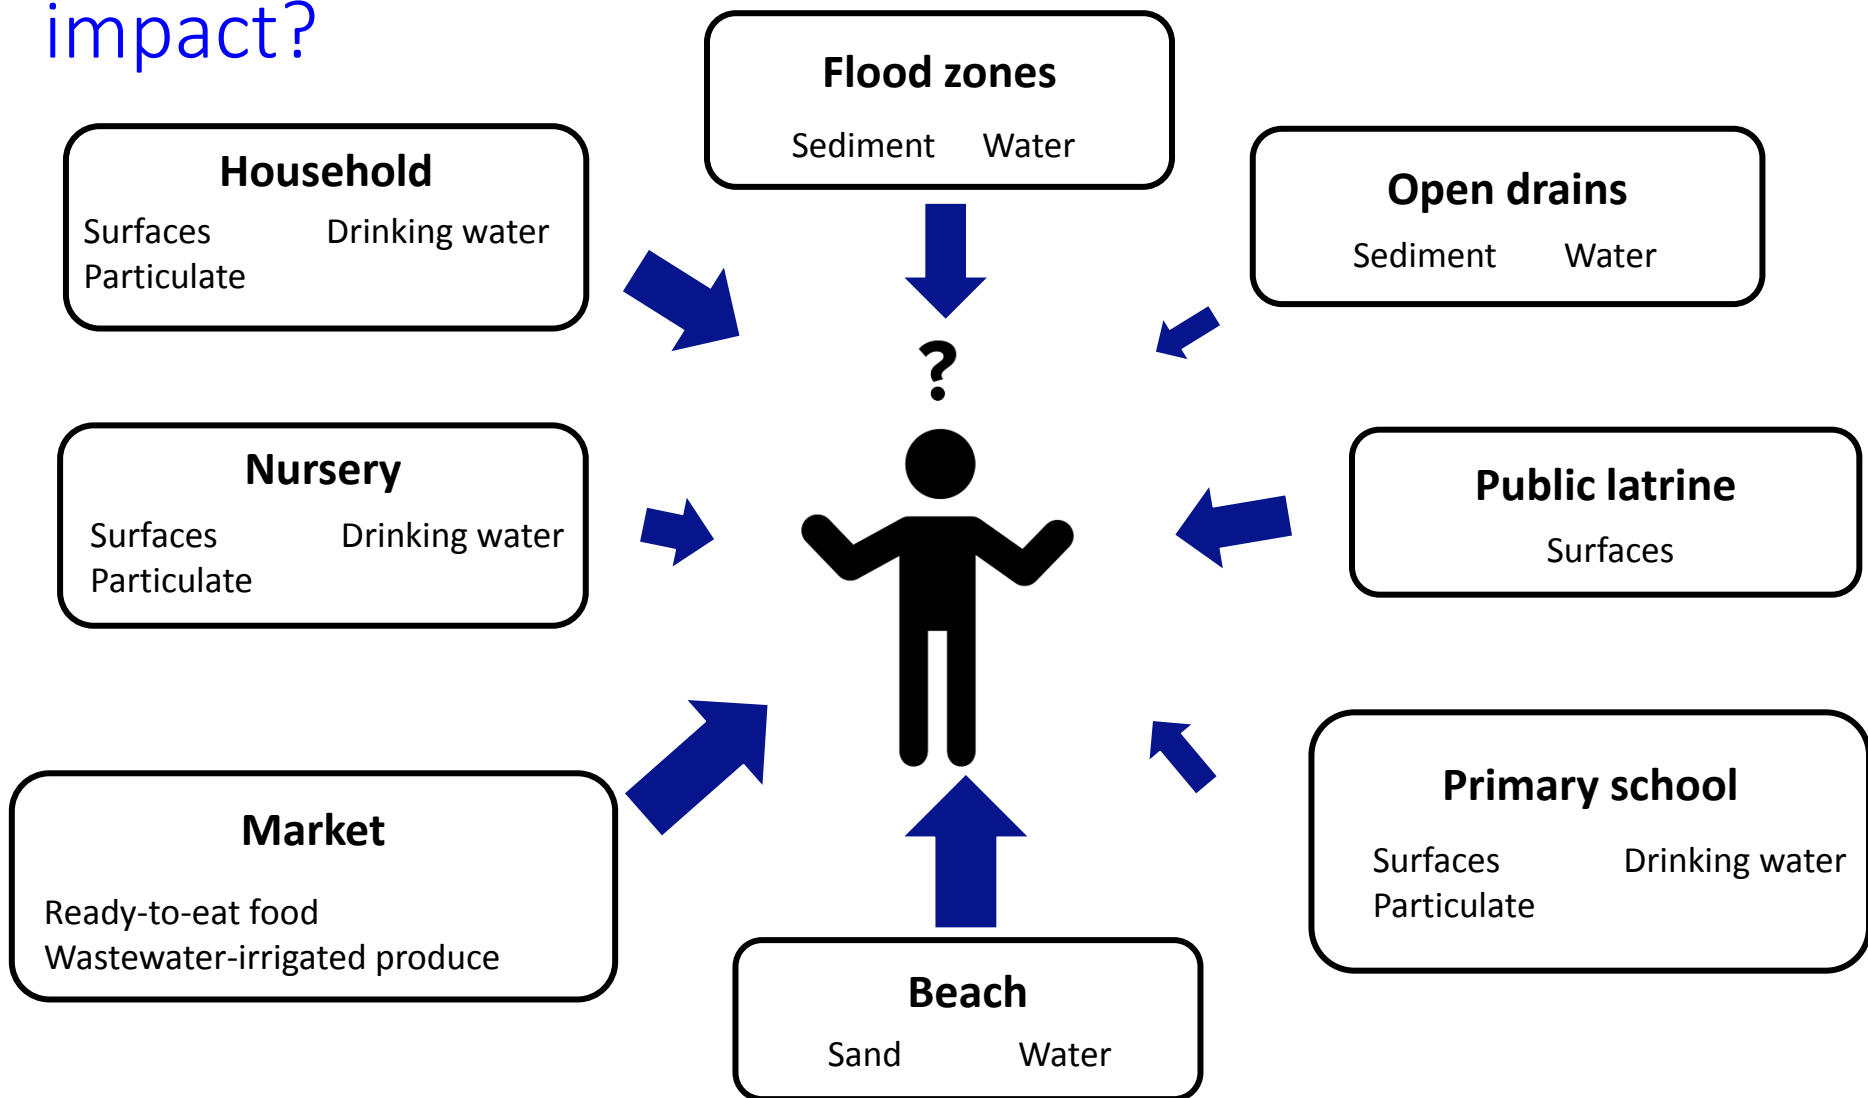 impact?
Flood zones
Sediment Water
Household
Surfaces Drinking water
Particulate
Open drains
Sediment Water
?
Nursery
Surfaces Drinking water
Particulate
Public latrine
Surfaces
Market
Ready-to-eat food
Wastewater-irrigated produce
Primary school
Surfaces Drinking water
Particulate
Beach
Sand Water